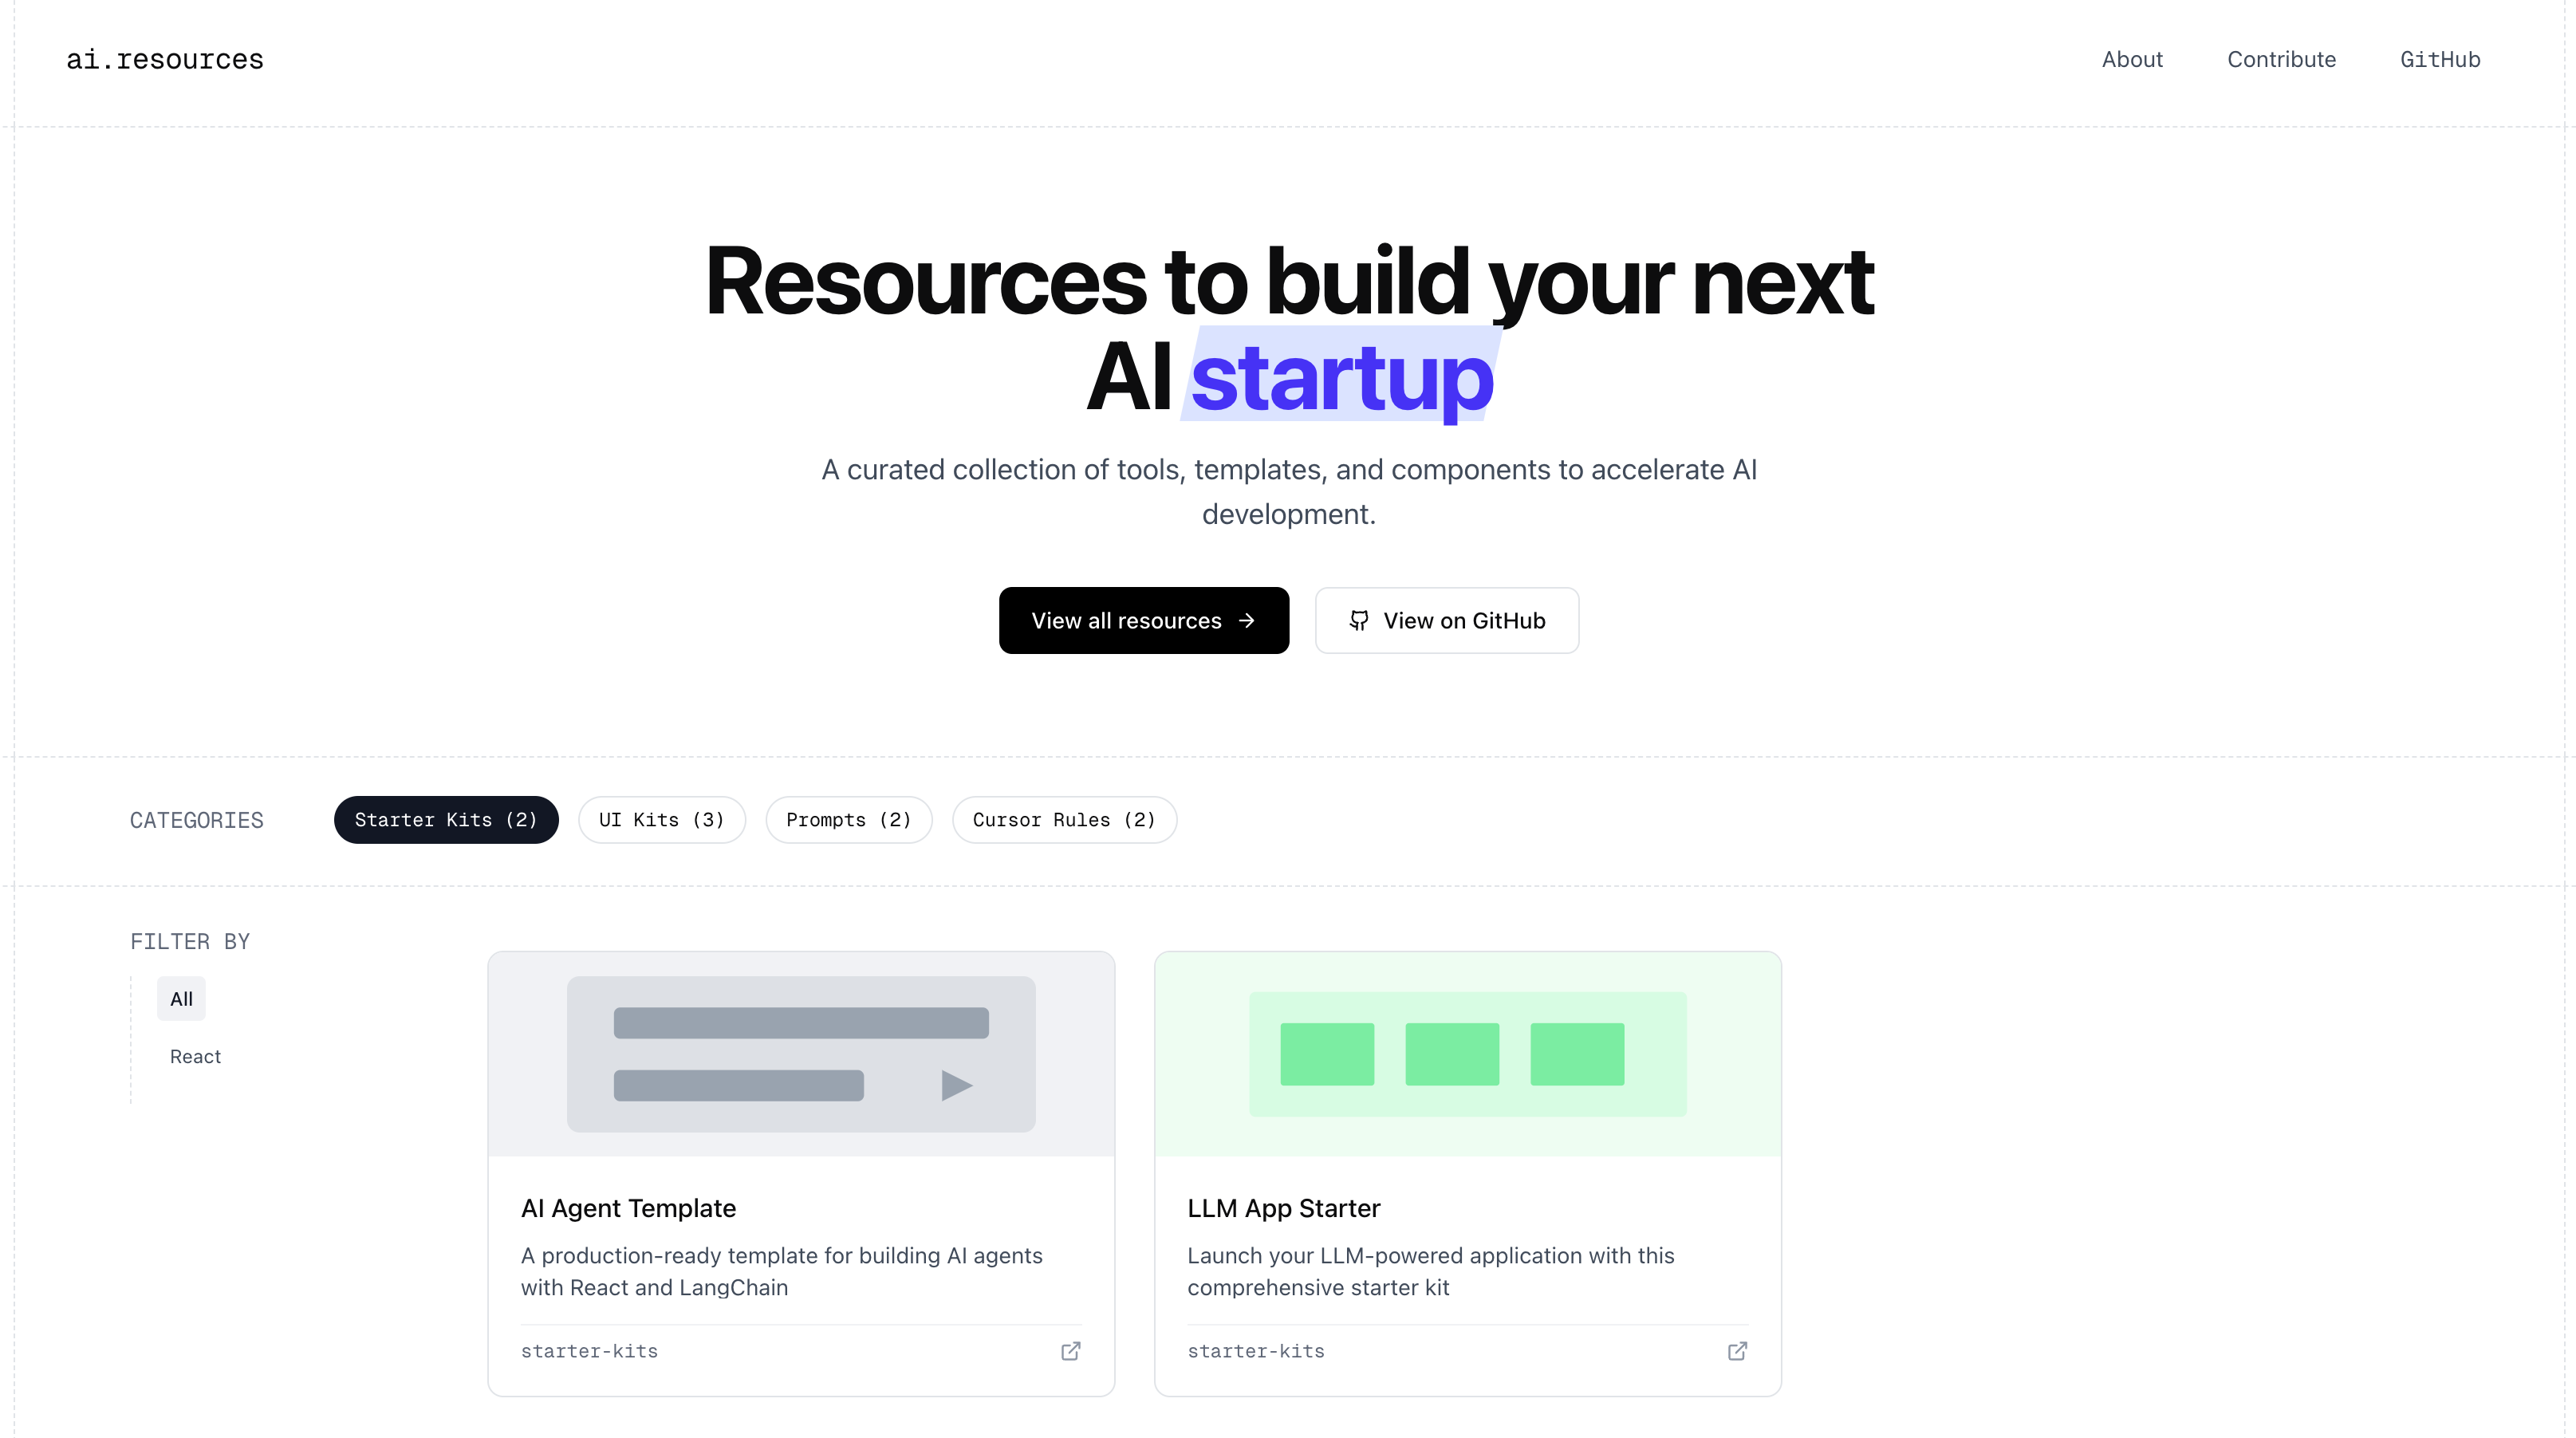 ai.resources
About
Contribute
GitHub
Resources to build your next
AI startup
A curated collection of tools, templates, and components to accelerate AI
development.
View all resources →
View on GitHub
CATEGORIES
Starter Kits (2)
UI Kits (3)
Prompts (2)
Cursor Rules (2)
FILTER BY
All
React
AI Agent Template
A production-ready template for building AI agents
with React and LangChain
starter-kits
LLM App Starter
Launch your LLM-powered application with this
comprehensive starter kit
starter-kits